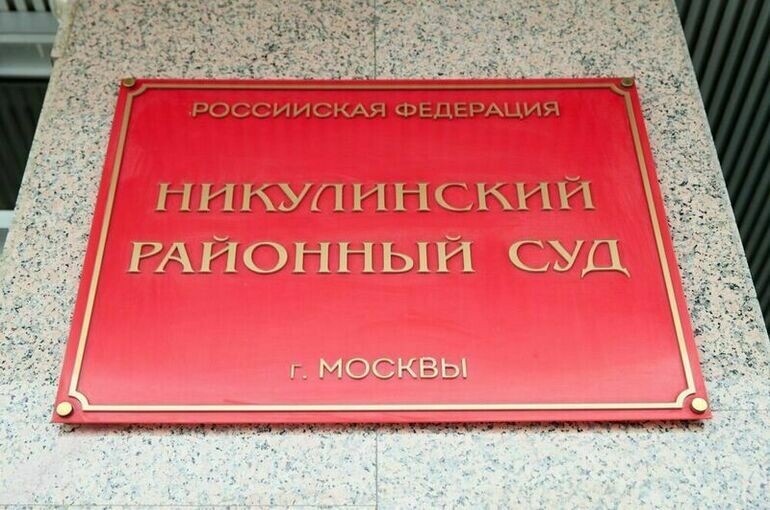 РОССИЙСКАЯ ФЕДЕРАЦИЯ
НИКУЛИНСКИЙ
РАЙОННЫЙ СУД
г. МОСКВЫ